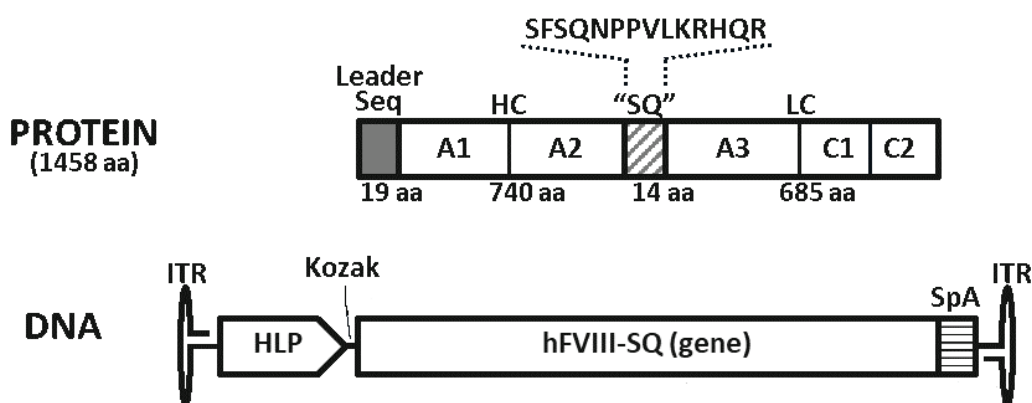 SFSQNPPVLKRHQR
Leader
Seq
HC
"SQ"
LC
PROTEIN
(1458 aa)
A1
A2
A3
C1
C2
19 aa
740 aa
14 aa
685 aa
ITR
Kozak
SpA
ITR
DNA
HLP
hFVIII-SQ (gene)